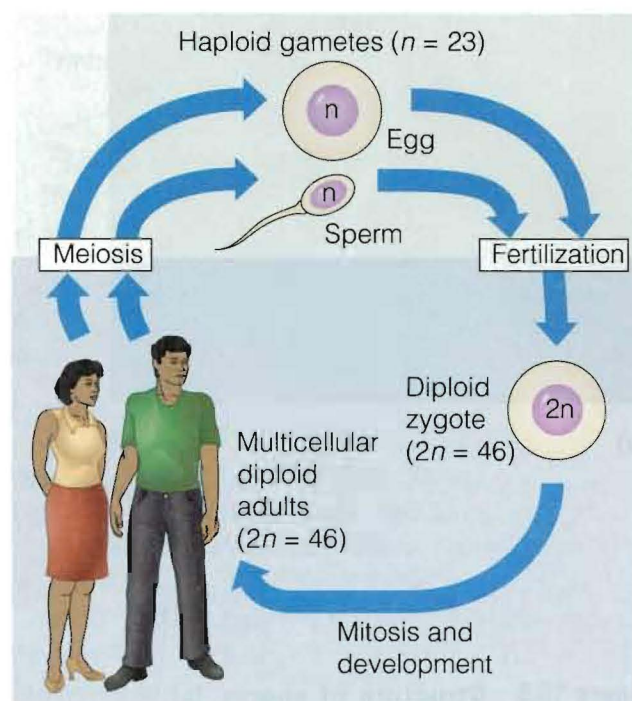 Haploid gametes (n = 23)
n
Egg
n
Sperm
Meiosis
Fertilization
Diploid
zygote
(2n = 46)
2n
Multicellular
diploid
adults
(2n = 46)
Mitosis and
development